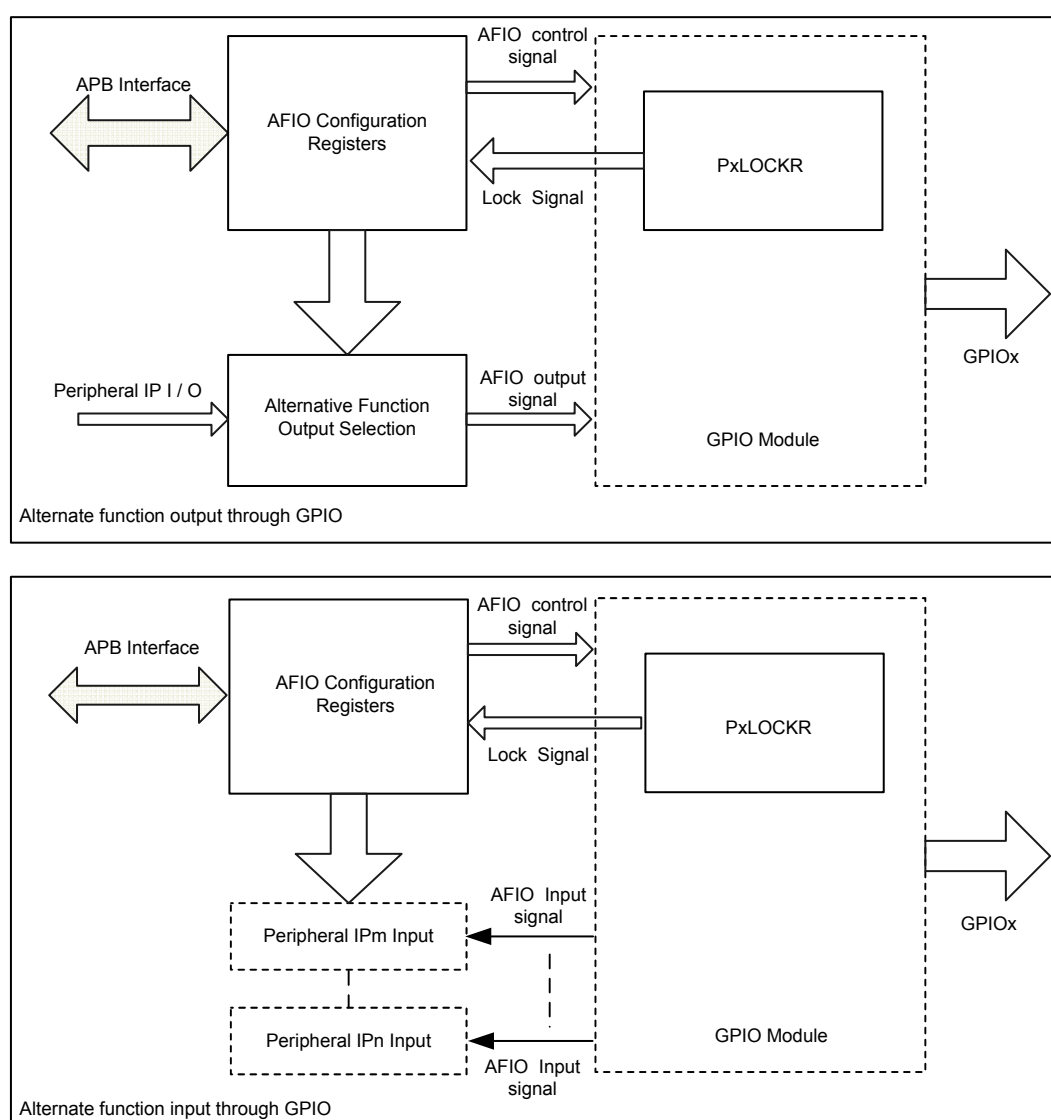 AFIO control
signal
APB Interface
AFIO Configuration
Registers
PxLOCKR
Lock Signal
GPIOx
Peripheral IP I / O
AFIO output
signal
Alternative Function
Output Selection
GPIO Module
Alternate function output through GPIO
AFIO control
signal
APB Interface
AFIO Configuration
Registers
PxLOCKR
Lock Signal
AFIO Input
signal
GPIOx
Peripheral IPm Input
Peripheral IPn Input
GPIO Module
AFIO Input
signal
Alternate function input through GPIO